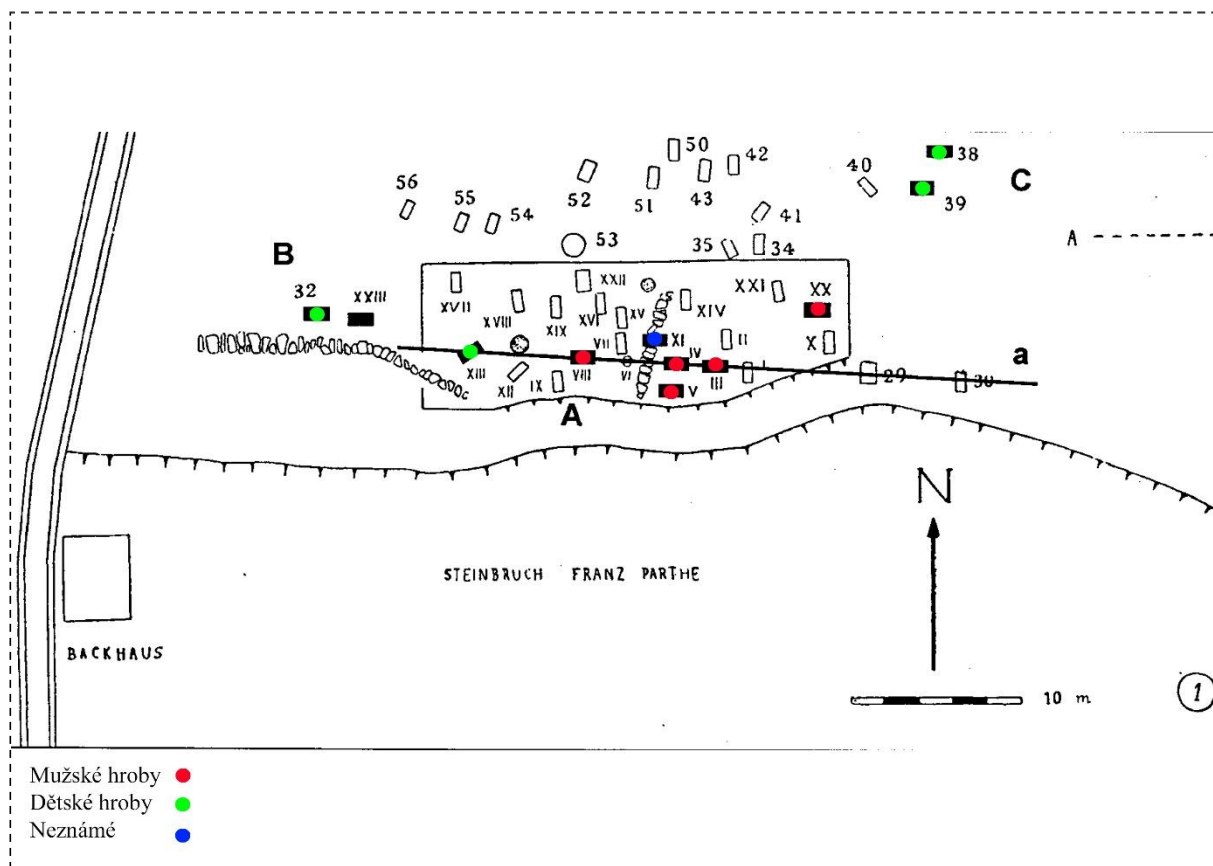 50
42
52
51
43
40
38
C
39
56
55
54
53
41
A
35
34
B
32
XXIII
XVII
XXII
XXI
XX
XVIII
XIX
XVI
XV
XIV
VII
XI
II
X
XIII
XII
IX
VIII
VI
IV
III
I
V
29
30
a
A
N
STEINBRUCH FRANZ PARTHE
BACKHAUS
10 m
1
Mužské hroby
Dětské hroby
Neznámé